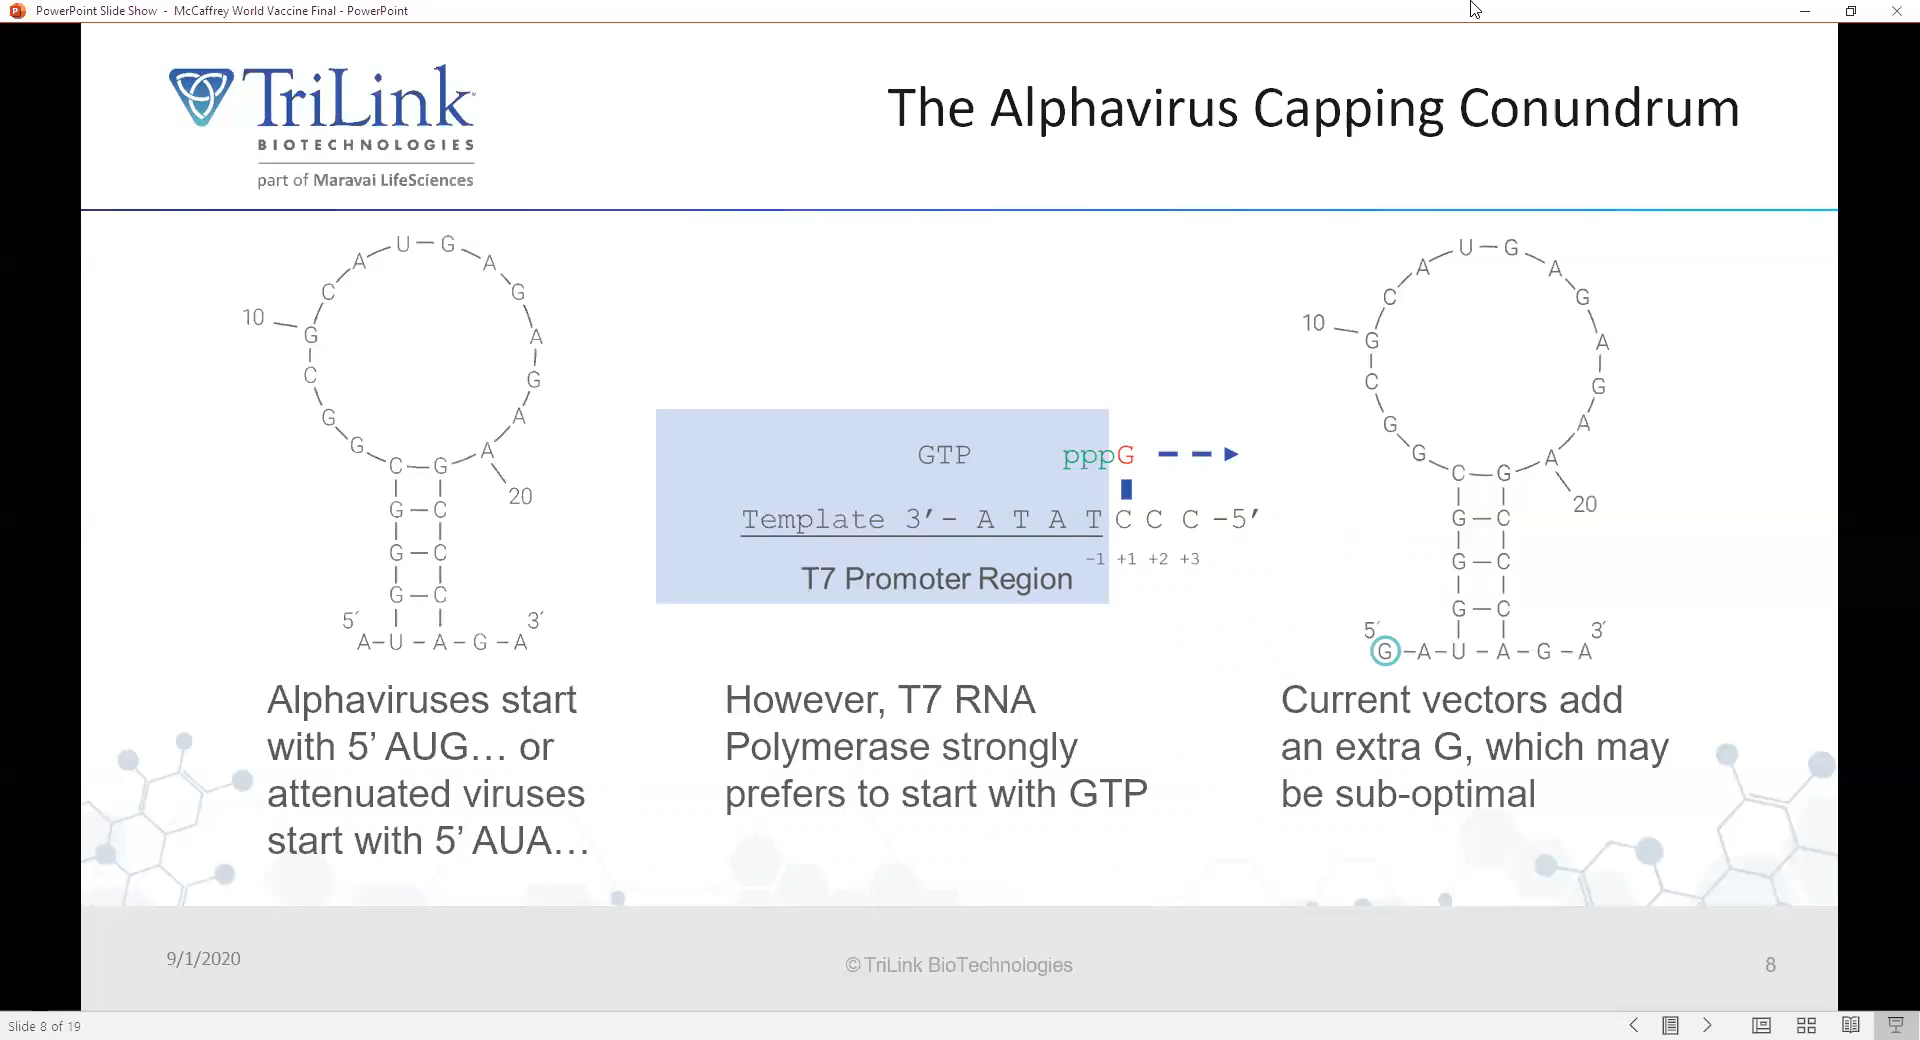 PowerPoint Slide Show - McCaffrey World Vaccine Final - PowerPoint
TriLink
BIOTECHNOLOGIES
part of Maravai LifeSciences
The Alphavirus Capping Conundrum
U – G
A A
C G
10 G A
C G
G A
G A
C – G 20
G – C
G – C
G – C
5´ 3´
A – U – A – G – A
GTP pppG
Template 3’- A T A T C C C -5’
-1 +1 +2 +3
T7 Promoter Region
U – G
A A
C G
10 G A
C G
G A
G A
C – G 20
G – C
G – C
G – C
5´ 3´
G – A – U – A – G – A
Alphaviruses start
with 5’ AUG… or
attenuated viruses
start with 5’ AUA…
However, T7 RNA
Polymerase strongly
prefers to start with GTP
Current vectors add
an extra G, which may
be sub-optimal
9/1/2020
© TriLink BioTechnologies
8
Slide 8 of 19